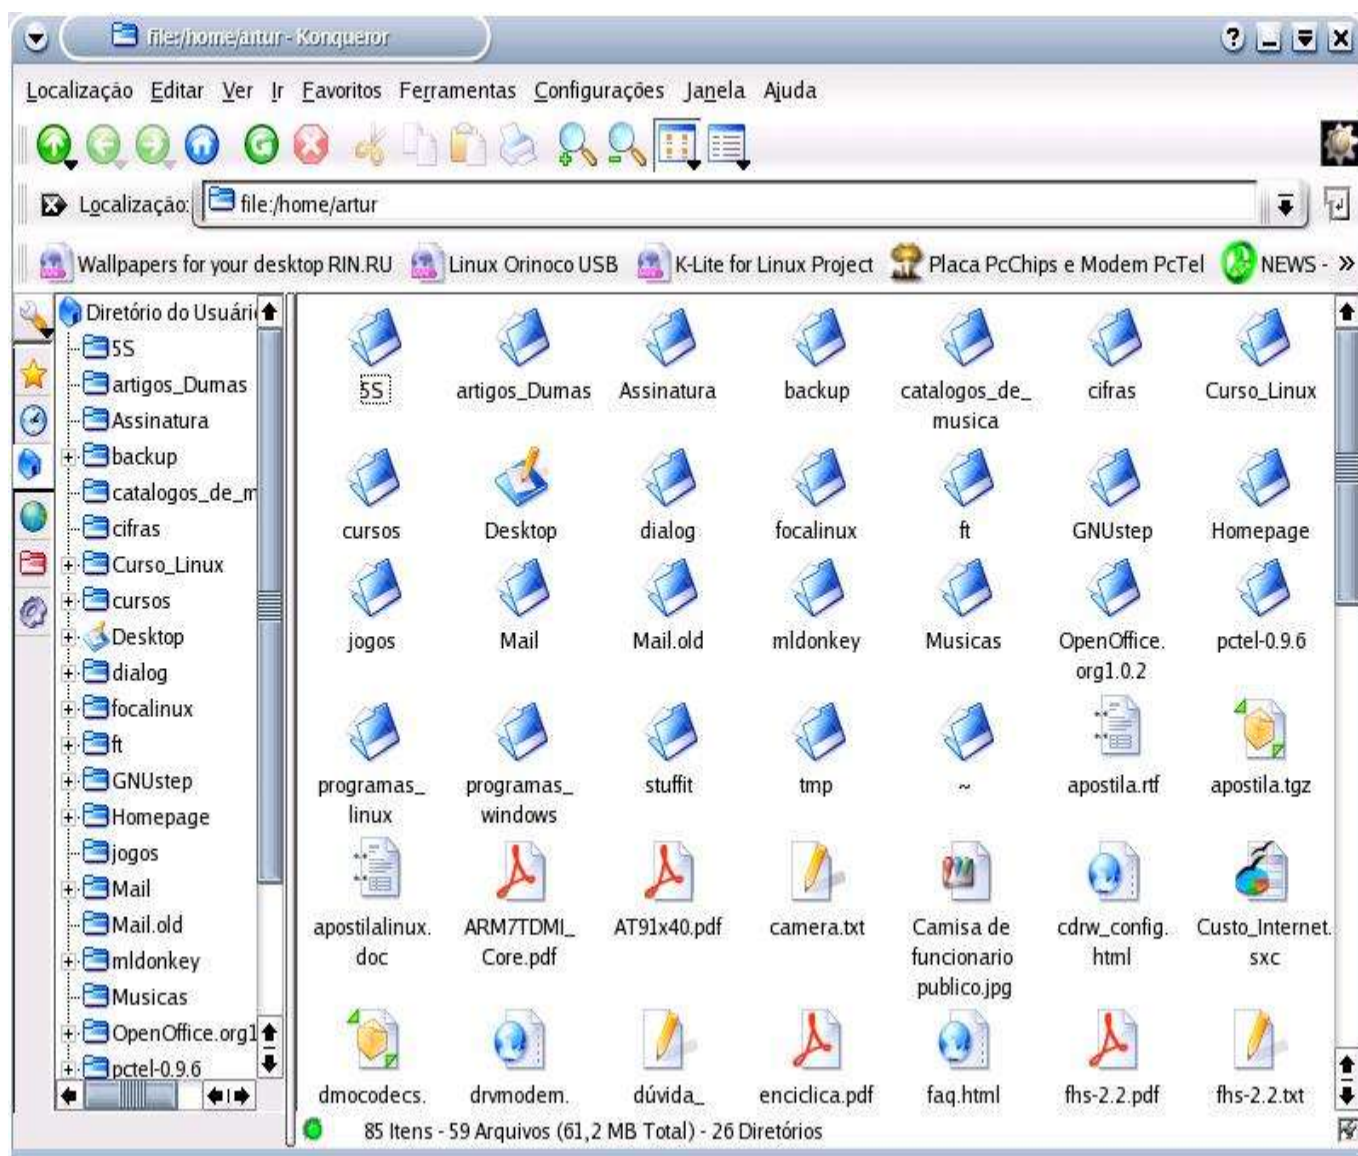 file:/home/artur - Konqueror
Localização Editar Ver Ir Favoritos Ferramentas Configurações Janela Ajuda
Localização: file:/home/artur
Wallpapers for your desktop RIN.RU Linux Orinoco USB K-Lite for Linux Project Placa PcChips e Modem PcTel NEWS - »
Diretório do Usuári
5S
artigos_Dumas
Assinatura
backup
catalogos_de_m
cifras
Curso_Linux
cursos
Desktop
dialog
focalinux
ft
GNUstep
Homepage
jogos
Mail
Mail.old
mldonkey
Musicas
OpenOffice.org1
pctel-0.9.6
5S artigos_Dumas Assinatura backup catalogos_de_ cifras Curso_Linux
musica
cursos Desktop dialog focalinux ft GNUstep Homepage
jogos Mail Mail.old mldonkey Musicas OpenOffice. pctel-0.9.6
org1.0.2
programas_ programas_ stuffit tmp ~ apostila.rtf apostila.tgz
linux windows
apostilalinux. ARM7TDMI_ AT91x40.pdf camera.txt Camisa de cdrw_config. Custo_Internet.
doc Core.pdf funcionario html sxc
publico.jpg
dmocodecs. drvmodem. dúvida_ enciclica.pdf faq.html fhs-2.2.pdf fhs-2.2.txt
85 Itens - 59 Arquivos (61,2 MB Total) - 26 Diretórios